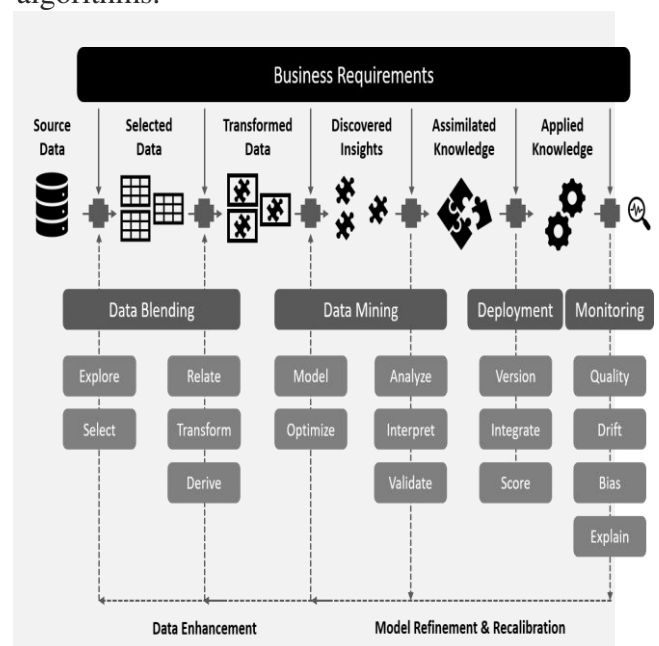 algorithms.
Business Requirements
Source
Data
Selected
Data
Transformed
Data
Discovered
Insights
Assimilated
Knowledge
Applied
Knowledge
Data Blending
Data Mining
Deployment
Monitoring
Explore
Relate
Model
Analyze
Version
Quality
Select
Transform
Optimize
Interpret
Integrate
Drift
Derive
Validate
Score
Bias
Explain
Data Enhancement
Model Refinement & Recalibration